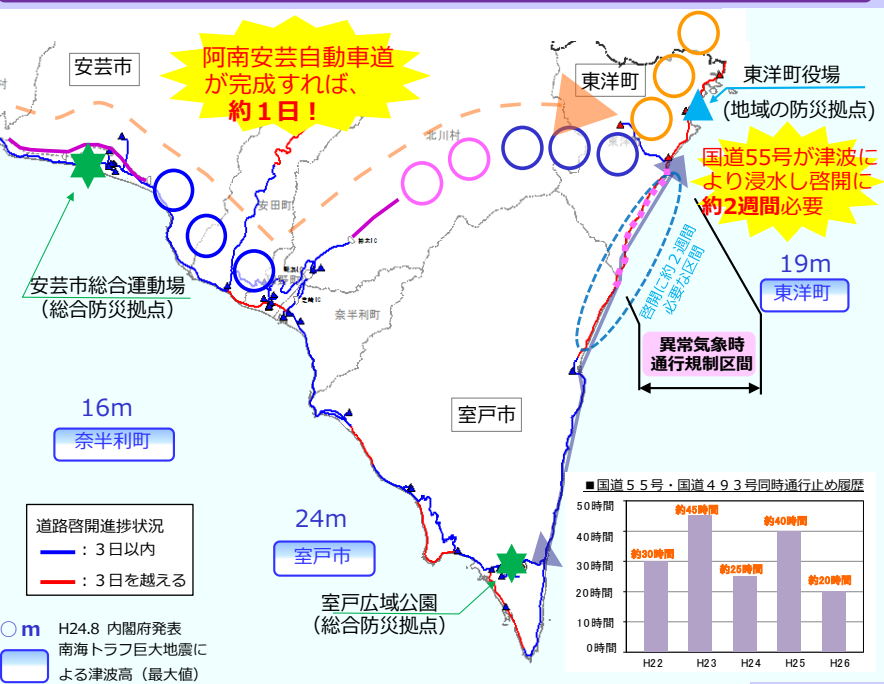 安芸市
阿南安芸自動車道
が完成すれば、
約１日！
東洋町
東洋町役場
(地域の防災拠点)
北川村
国道55号が津波に
より浸水し啓開に
約2週間必要
安田町
安芸市総合運動場
(総合防災拠点)
奈半利町
啓開に約２週間
必要な区間
19m
東洋町
異常気象時
通行規制区間
16m
奈半利町
室戸市
24m
室戸市
室戸広域公園
(総合防災拠点)
道路啓開進捗状況
：３日以内
：３日を越える
○ m H24.8 内閣府発表
南海トラフ巨大地震に
よる津波高（最大値）
■国道５５号・国道４９３号同時通行止め履歴
50時間
40時間
30時間
20時間
10時間
0時間
約30時間
約45時間
約25時間
約40時間
約20時間
H22 H23 H24 H25 H26